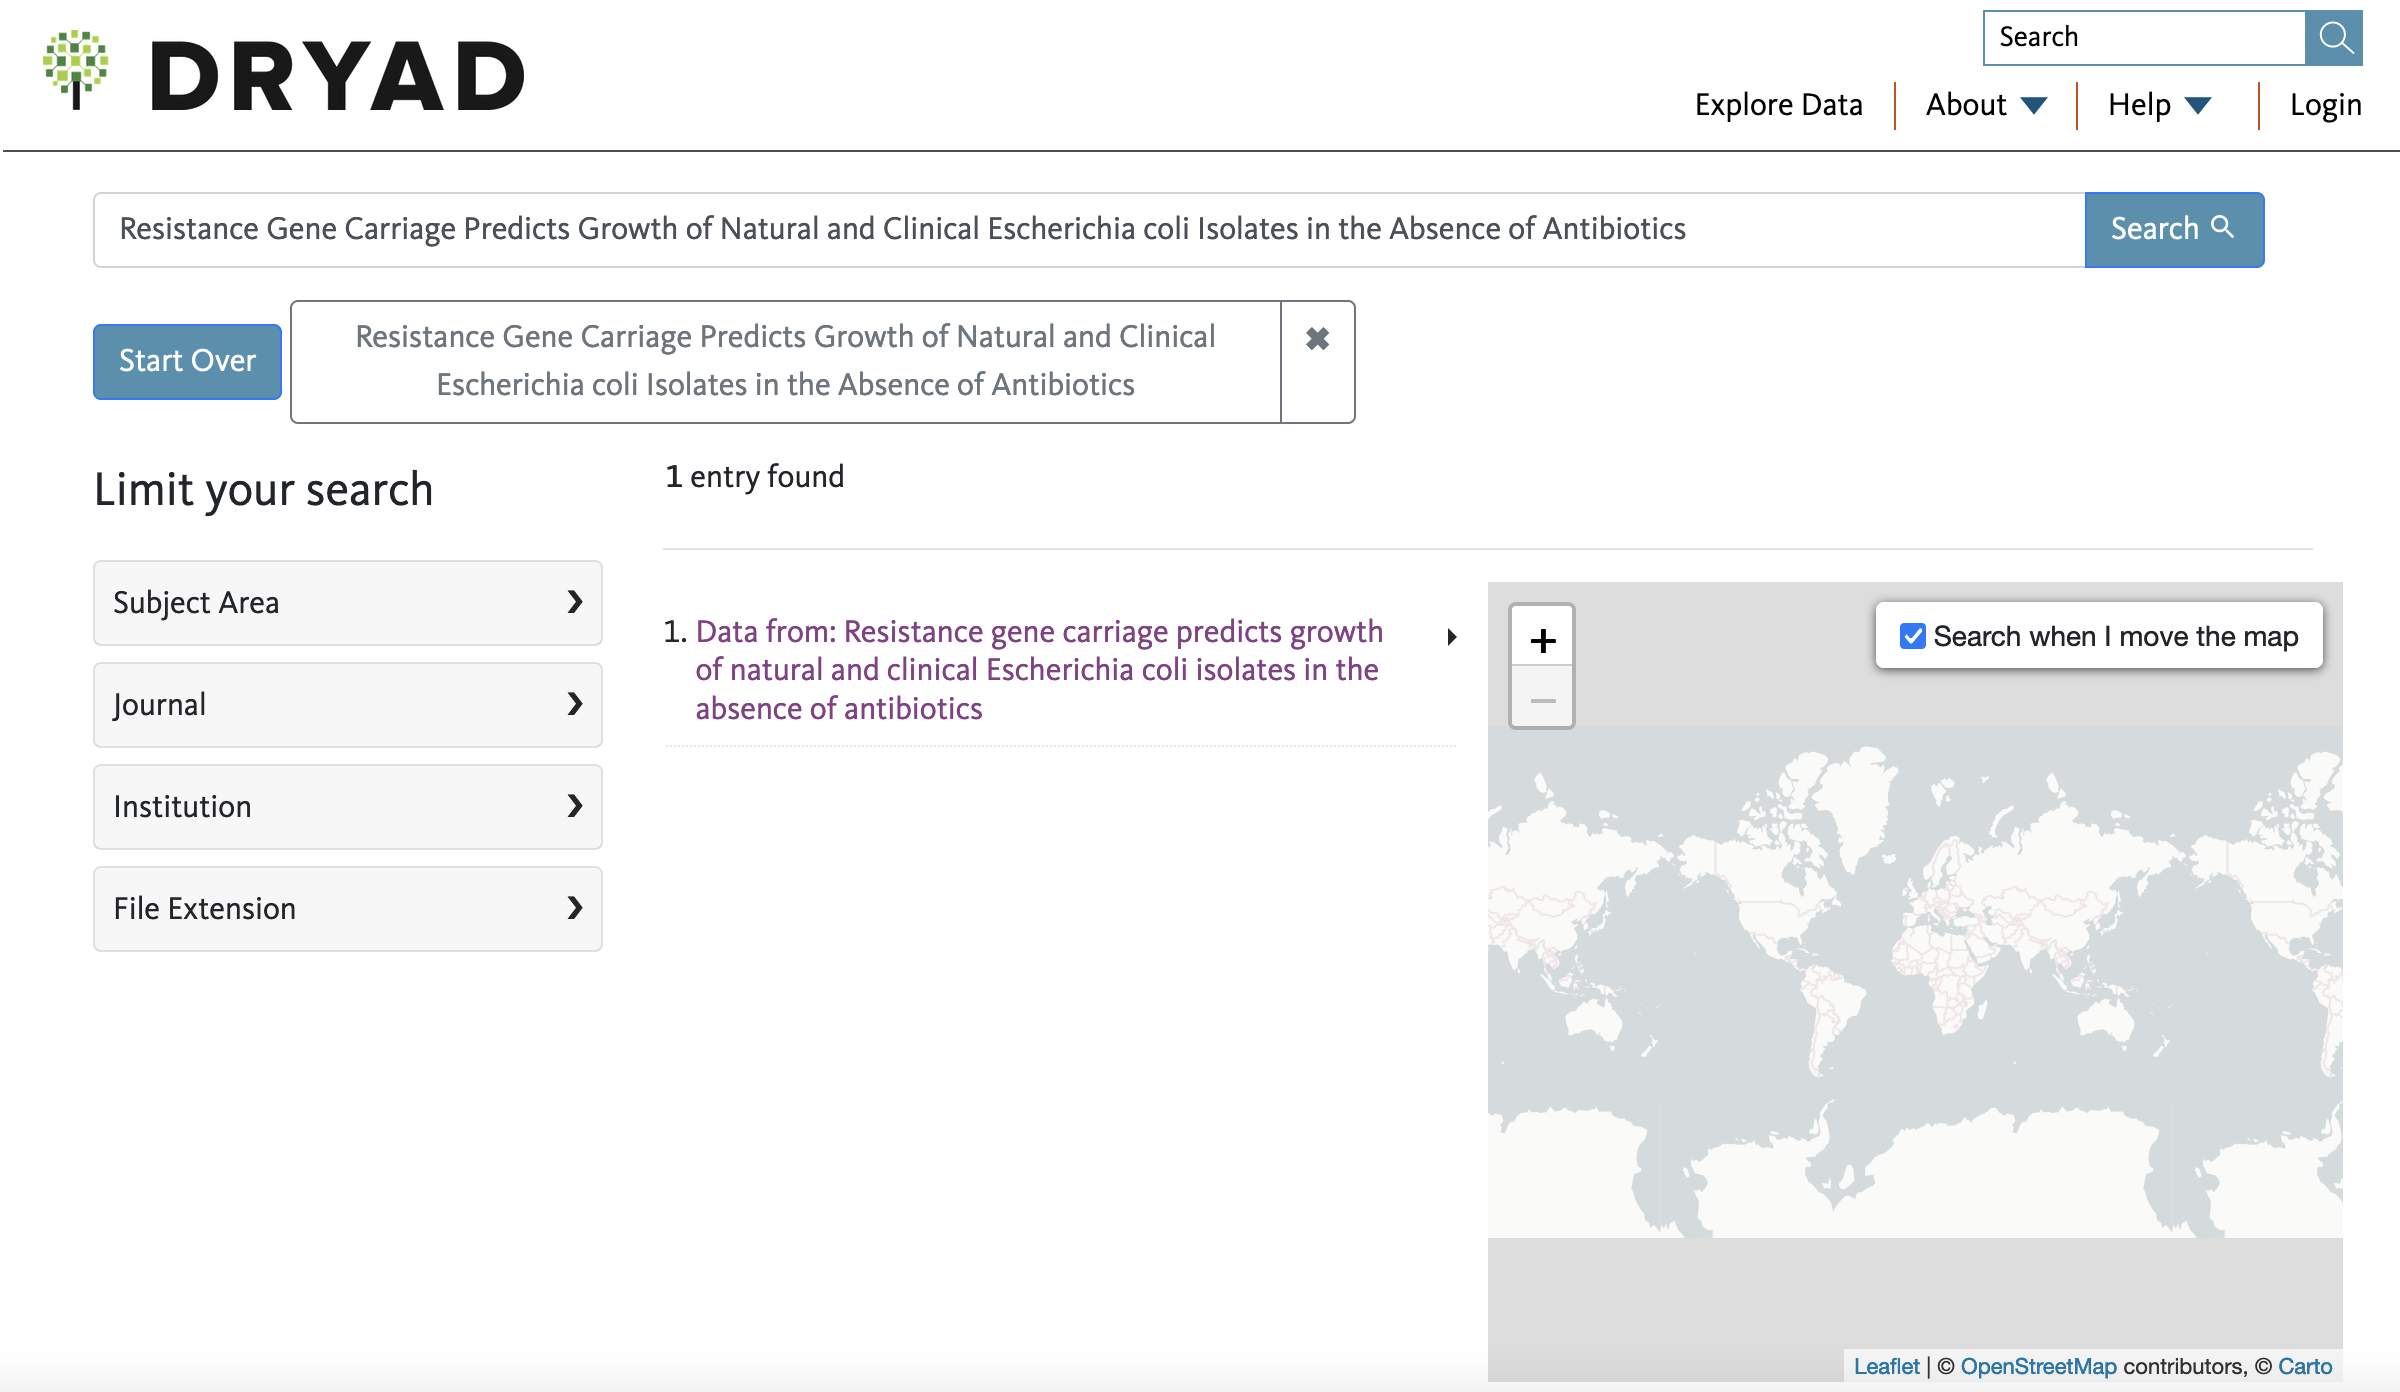 DRYAD
Search
Explore Data
About
Help
Login
Resistance Gene Carriage Predicts Growth of Natural and Clinical Escherichia coli Isolates in the Absence of Antibiotics
Search
Start Over
Resistance Gene Carriage Predicts Growth of Natural and Clinical
Escherichia coli Isolates in the Absence of Antibiotics
✖
Limit your search
1 entry found
Subject Area
Journal
Institution
File Extension
1. Data from: Resistance gene carriage predicts growth
of natural and clinical Escherichia coli isolates in the
absence of antibiotics
+
−
Search when I move the map
Leaflet | © OpenStreetMap contributors, © Carto